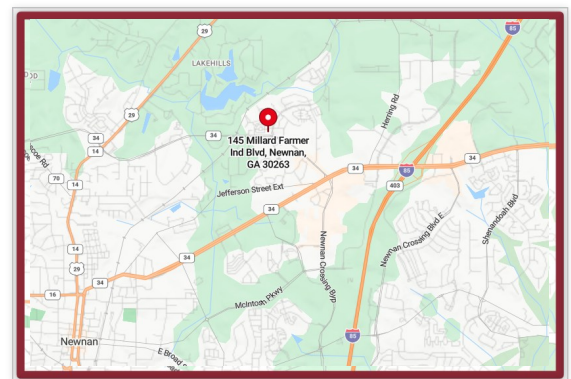 85
29
LAKEHILLS
29
Herring Rd
34
34
145 Millard Farmer
Ind Blvd, Newnan,
GA 30263
14
34
34
85
70
14
403
Jefferson Street Ext
34
Shenandoah Blvd
Newnan Crossing Blvd E
Newnan Crossing Byp
14
34
29
34
16
McIntosh Pkwy
85
Newnan
E Broad